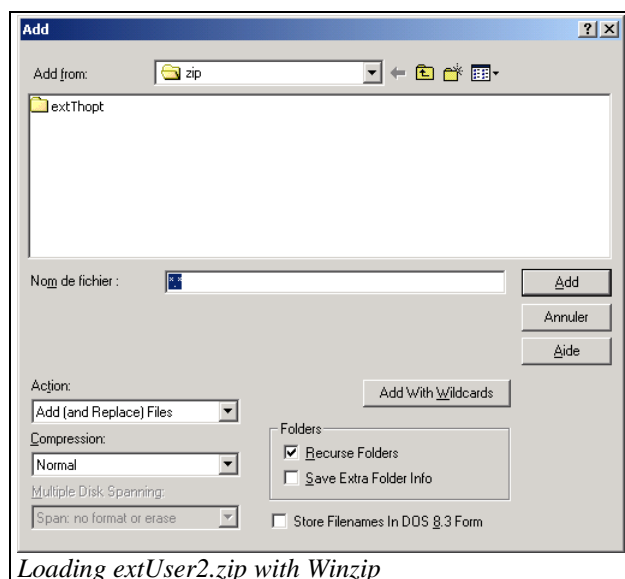 Add
Add from:
zip
extThopt
Nom de fichier :
*.*
Add
Annuler
Aide
Action:
Add (and Replace) Files
Add With Wildcards
Compression:
Normal
Folders
Recurse Folders
Save Extra Folder Info
Multiple Disk Spanning:
Span: no format or erase
Store Filenames In DOS 8.3 Form
Loading extUser2.zip with Winzip